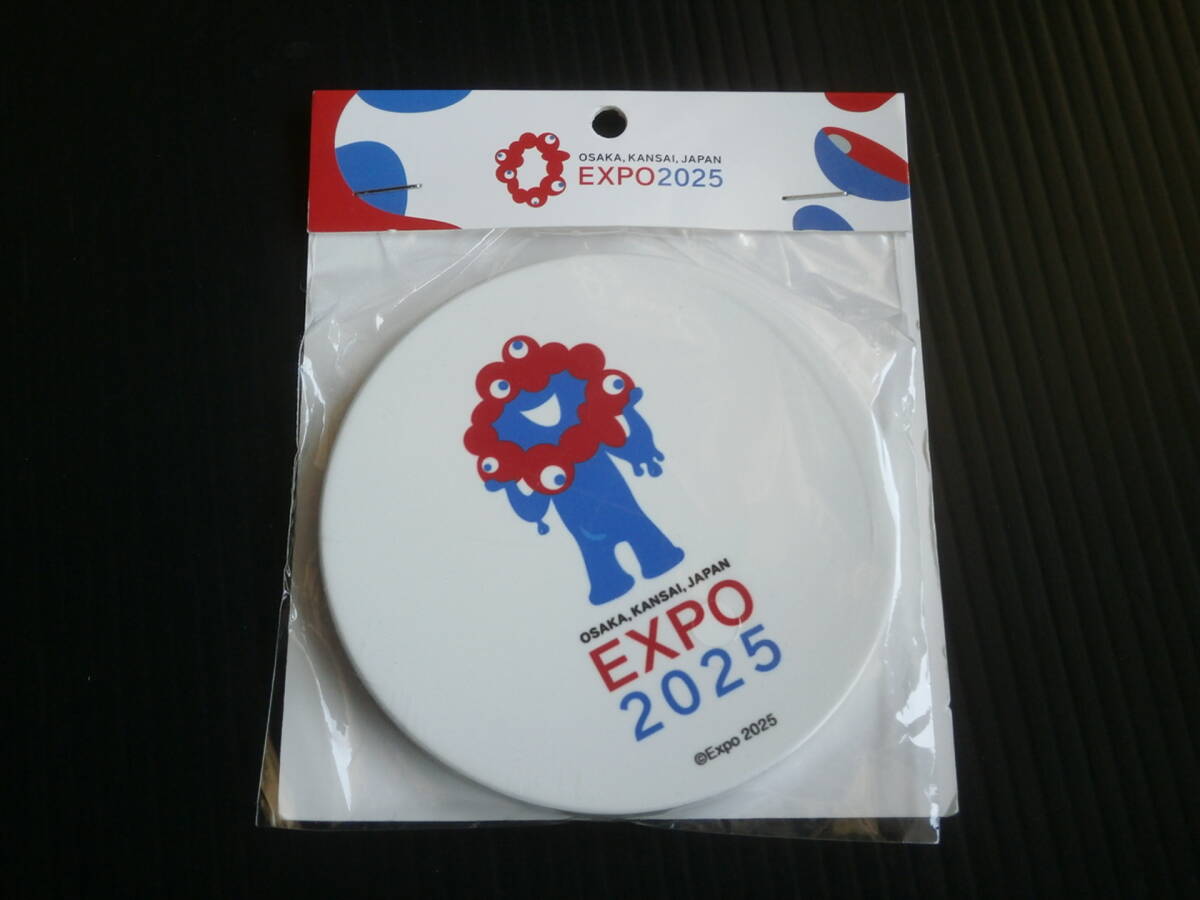 OSAKA, KANSAI, JAPAN
EXPO2025
OSAKA, KANSAI, JAPAN
EXPO
2025
©Expo 2025